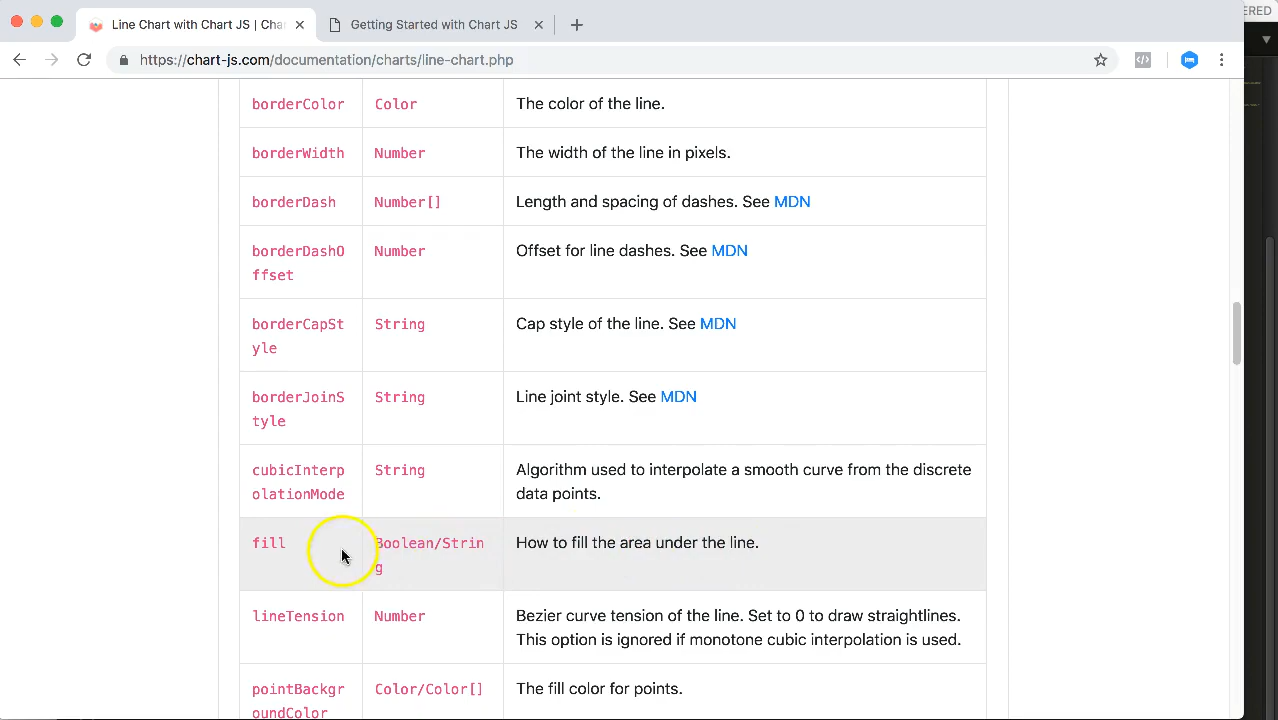 Line Chart with Chart JS | Cha
Getting Started with Chart JS
ERED
https://chart-js.com/documentation/charts/line-chart.php
borderColor
Color
The color of the line.
borderWidth
Number
The width of the line in pixels.
borderDash
Number[]
Length and spacing of dashes. See MDN
borderDashO
ffset
Number
Offset for line dashes. See MDN
borderCapSt
yle
String
Cap style of the line. See MDN
borderJoinS
tyle
String
Line joint style. See MDN
cubicInterp
olationMode
String
Algorithm used to interpolate a smooth curve from the discrete
data points.
fill
Boolean/Strin
g
How to fill the area under the line.
lineTension
Number
Bezier curve tension of the line. Set to 0 to draw straightlines.
This option is ignored if monotone cubic interpolation is used.
pointBackgr
oundColor
Color/Color[]
The fill color for points.